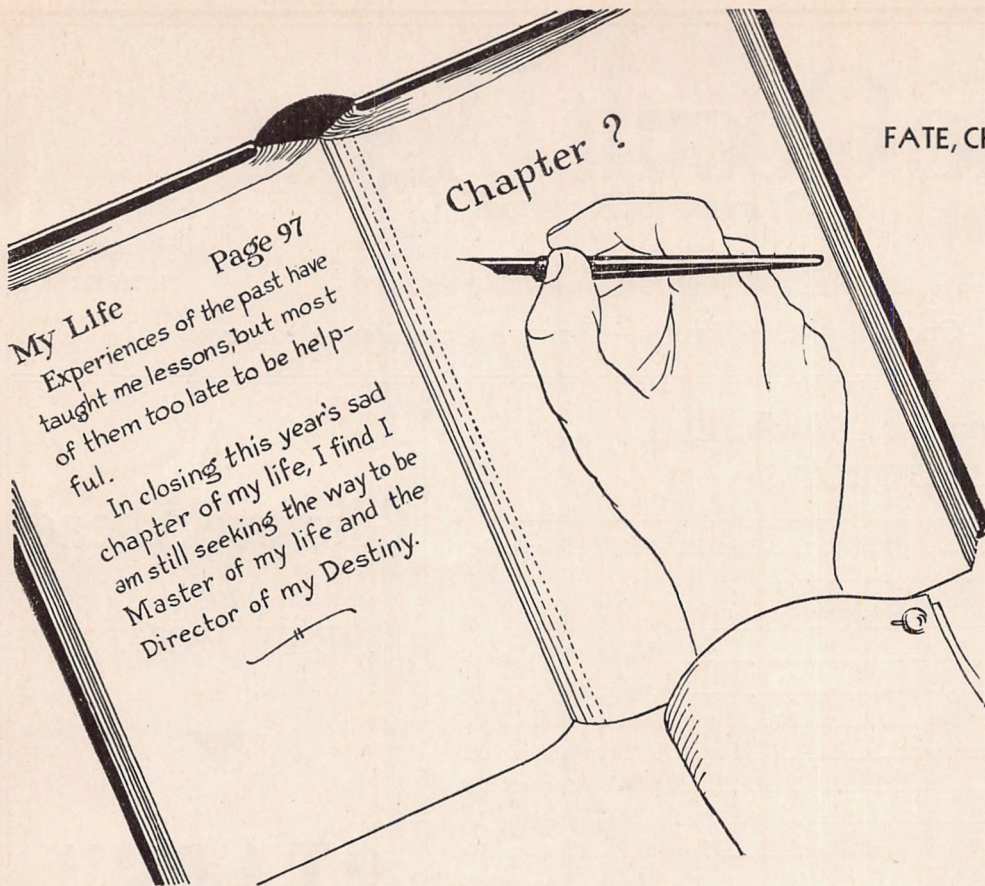 My Life
Page 97
Experiences of the past have
taught me lessons, but most
of them too late to be help-
ful.
In closing this year's sad
chapter of my life, I find I
am still seeking the way to be
Master of my life and the
Director of my Destiny.
Chapter ?
FATE,